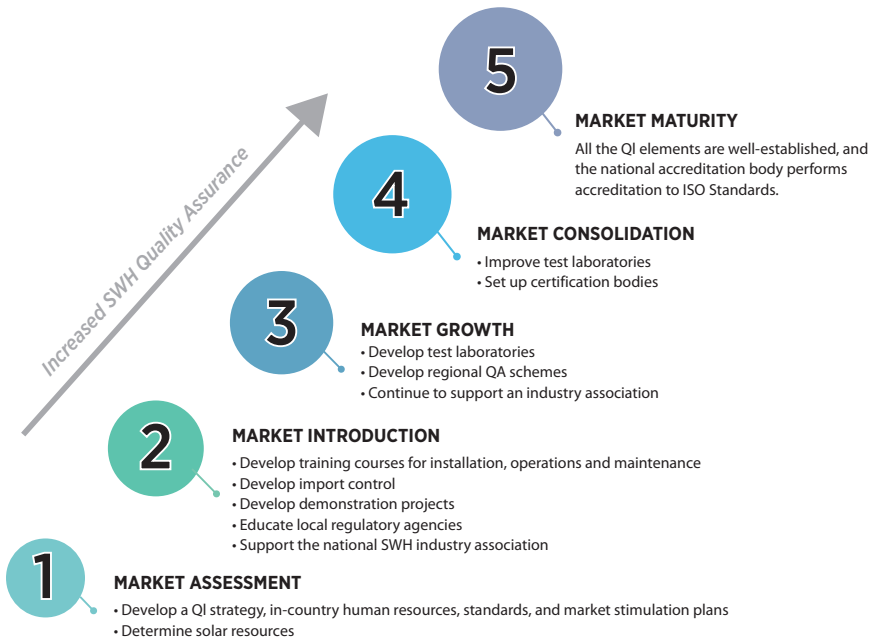 5
MARKET MATURITY
All the QI elements are well-established, and
the national accreditation body performs
accreditation to ISO Standards.
4
MARKET CONSOLIDATION
• Improve test laboratories
• Set up certification bodies
Increased SWH Quality Assurance
3
MARKET GROWTH
• Develop test laboratories
• Develop regional QA schemes
• Continue to support an industry association
2
MARKET INTRODUCTION
• Develop training courses for installation, operations and maintenance
• Develop import control
• Develop demonstration projects
• Educate local regulatory agencies
• Support the national SWH industry association
1
MARKET ASSESSMENT
• Develop a QI strategy, in-country human resources, standards, and market stimulation plans
• Determine solar resources